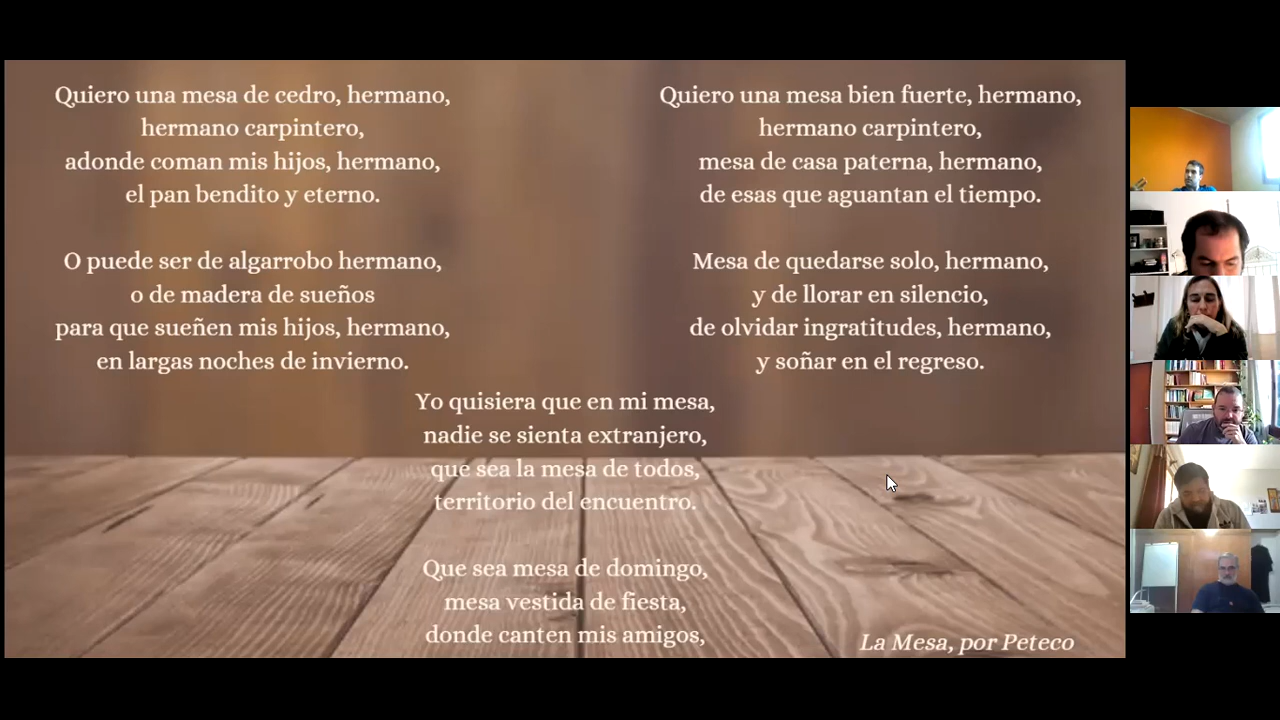 Quiero una mesa de cedro, hermano,
hermano carpintero,
adonde coman mis hijos, hermano,
el pan bendito y eterno.
O puede ser de algarrobo hermano,
o de madera de sueños
para que sueñen mis hijos, hermano,
en largas noches de invierno.
Quiero una mesa bien fuerte, hermano,
hermano carpintero,
mesa de casa paterna, hermano,
de esas que aguantan el tiempo.
Mesa de quedarse solo, hermano,
y de llorar en silencio,
de olvidar ingratitudes, hermano,
y soñar en el regreso.
Yo quisiera que en mi mesa,
nadie se sienta extranjero,
que sea la mesa de todos,
territorio del encuentro.
Que sea mesa de domingo,
mesa vestida de fiesta,
donde canten mis amigos,
La Mesa, por Peteco